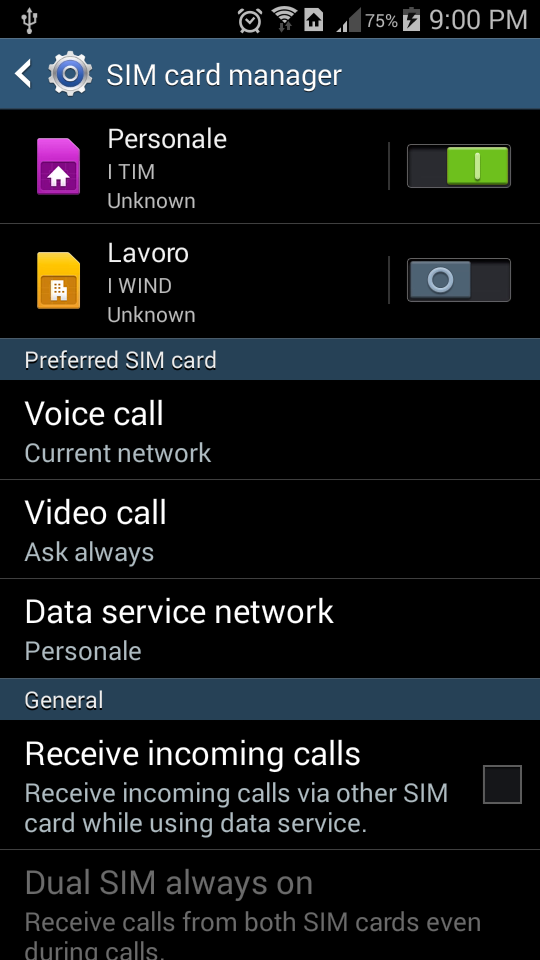 75% 9:00 PM
SIM card manager
Personale
I TIM
Unknown
Lavoro
I WIND
Unknown
Preferred SIM card
Voice call
Current network
Video call
Ask always
Data service network
Personale
General
Receive incoming calls
Receive incoming calls via other SIM
card while using data service.
Dual SIM always on
Receive calls from both SIM cards even
during calls.